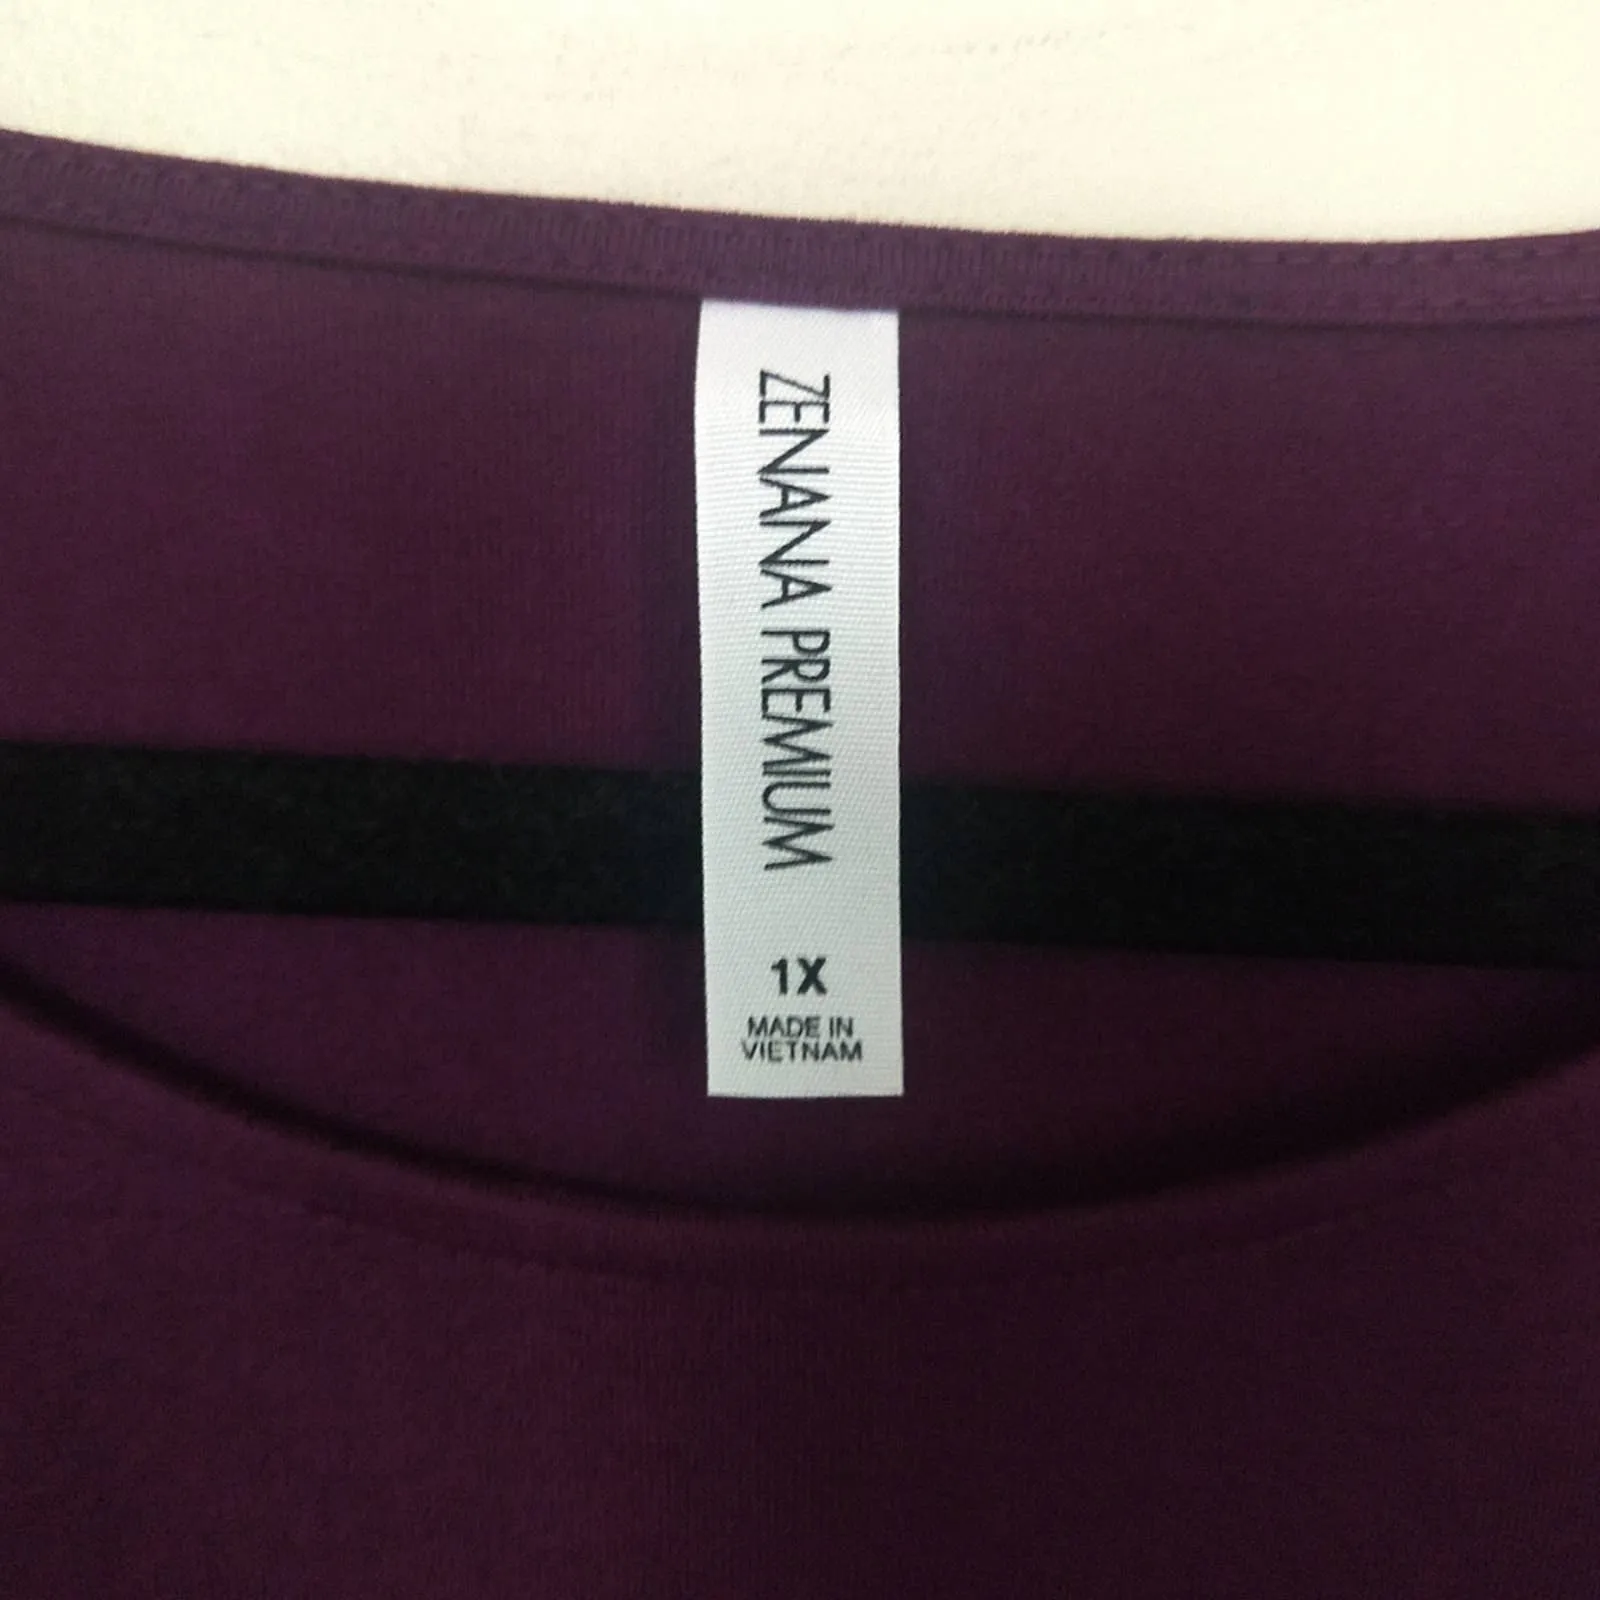 ZENANA PREMIUM
1X
MADE IN
VIETNAM